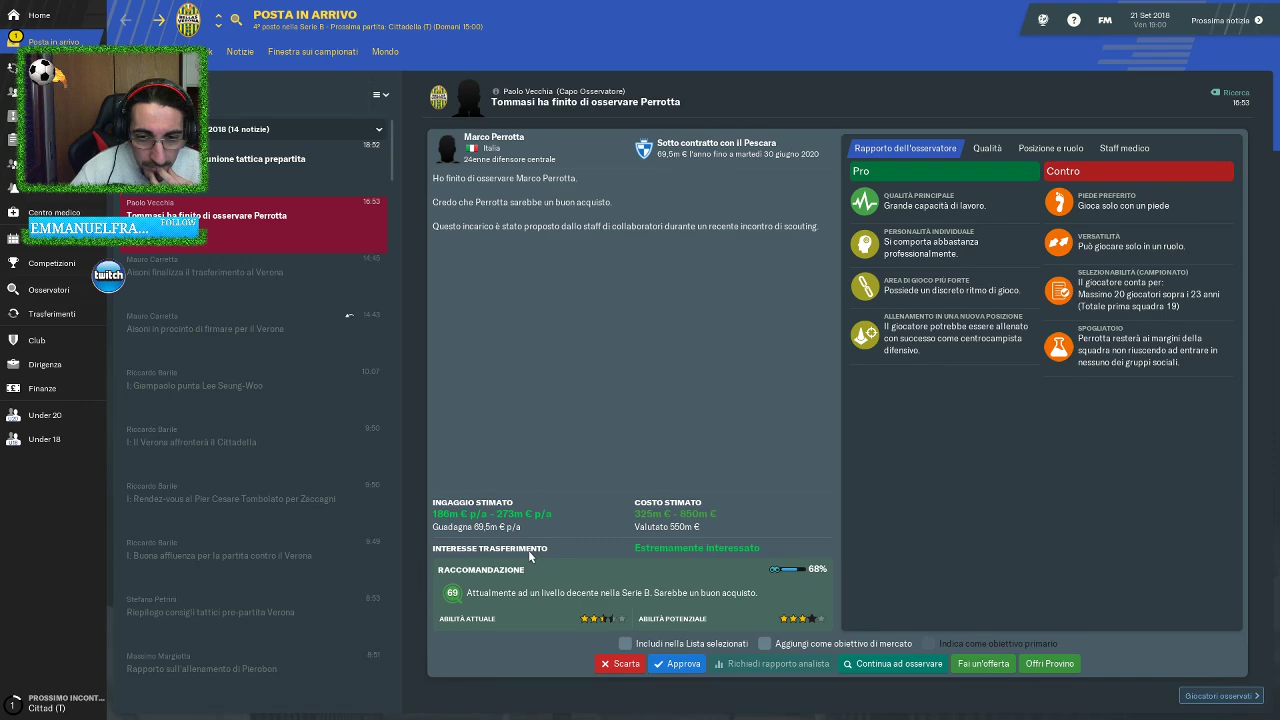 Home
POSTA IN ARRIVO
4° posto nella Serie B - Prossima partita: Cittadella (T) (Domani 15:00)
FM
21 Set 2018
Ven 19:00
Prossima notizia
1
Posta in arrivo
Notizie
Finestra sui campionati
Mondo
Paolo Vecchia (Capo Osservatore)
Tommasi ha finito di osservare Perrotta
Ricerca
16:53
2018 (14 notizie)
18:52
unione tattica prepartita
Paolo Vecchia
16:53
Tommasi ha finito di osservare Perrotta
Centro medico
EMMANUELFRA...
FOLLOW
twitch
Mauro Carretta
14:45
Aisoni finalizza il trasferimento al Verona
Competizioni
Osservatori
Trasferimenti
Club
Dirigenza
Finanze
Under 20
Under 18
Mauro Carretta
14:43
Aisoni in procinto di firmare per il Verona
Riccardo Barile
10:07
I: Giampaolo punta Lee Seung-Woo
Riccardo Barile
9:50
I: Il Verona affronterà il Cittadella
Riccardo Barile
9:50
I: Rendez-vous al Pier Cesare Tombolato per Zaccagni
Riccardo Barile
9:49
I: Buona affluenza per la partita contro il Verona
Stefano Petrini
8:53
Riepilogo consigli tattici pre-partita Verona
Massimo Margiotta
8:51
Rapporto sull'allenamento di Pierobon
1
PROSSIMO INCONT...
Cittad (T)
Marco Perrotta
Italia
24enne difensore centrale
Sotto contratto con il Pescara
69,5m € l'anno fino a martedì 30 giugno 2020
Ho finito di osservare Marco Perrotta.
Credo che Perrotta sarebbe un buon acquisto.
Questo incarico è stato proposto dallo staff di collaboratori durante un recente incontro di scouting.
Rapporto dell'osservatore
Qualità
Posizione e ruolo
Staff medico
Pro
Contro
QUALITÀ PRINCIPALE
Grande capacità di lavoro.
PERSONALITÀ INDIVIDUALE
Si comporta abbastanza
professionalmente.
AREA DI GIOCO PIÙ FORTE
Possiede un discreto ritmo di gioco.
ALLENAMENTO IN UNA NUOVA POSIZIONE
Il giocatore potrebbe essere allenato
con successo come centrocampista
difensivo.
PIEDE PREFERITO
Gioca solo con un piede
VERSATILITÀ
Può giocare solo in un ruolo.
SELEZIONABILITÀ (CAMPIONATO)
Il giocatore conta per:
Massimo 20 giocatori sopra i 23 anni
(Totale prima squadra 19)
SPOGLIATOIO
Perrotta resterà ai margini della
squadra non riuscendo ad entrare in
nessuno dei gruppi sociali.
INGAGGIO STIMATO
186m € p/a - 273m € p/a
Guadagna 69,5m € p/a
COSTO STIMATO
325m € - 850m €
Valutato 550m €
INTERESSE TRASFERIMENTO
Estremamente interessato
RACCOMANDAZIONE
68%
69
Attualmente ad un livello decente nella Serie B. Sarebbe un buon acquisto.
ABILITÀ ATTUALE
ABILITÀ POTENZIALE
Includi nella Lista selezionati
Aggiungi come obiettivo di mercato
Indica come obiettivo primario
Scarta
Approva
Richiedi rapporto analista
Continua ad osservare
Fai un'offerta
Offri Provino
Giocatori osservati